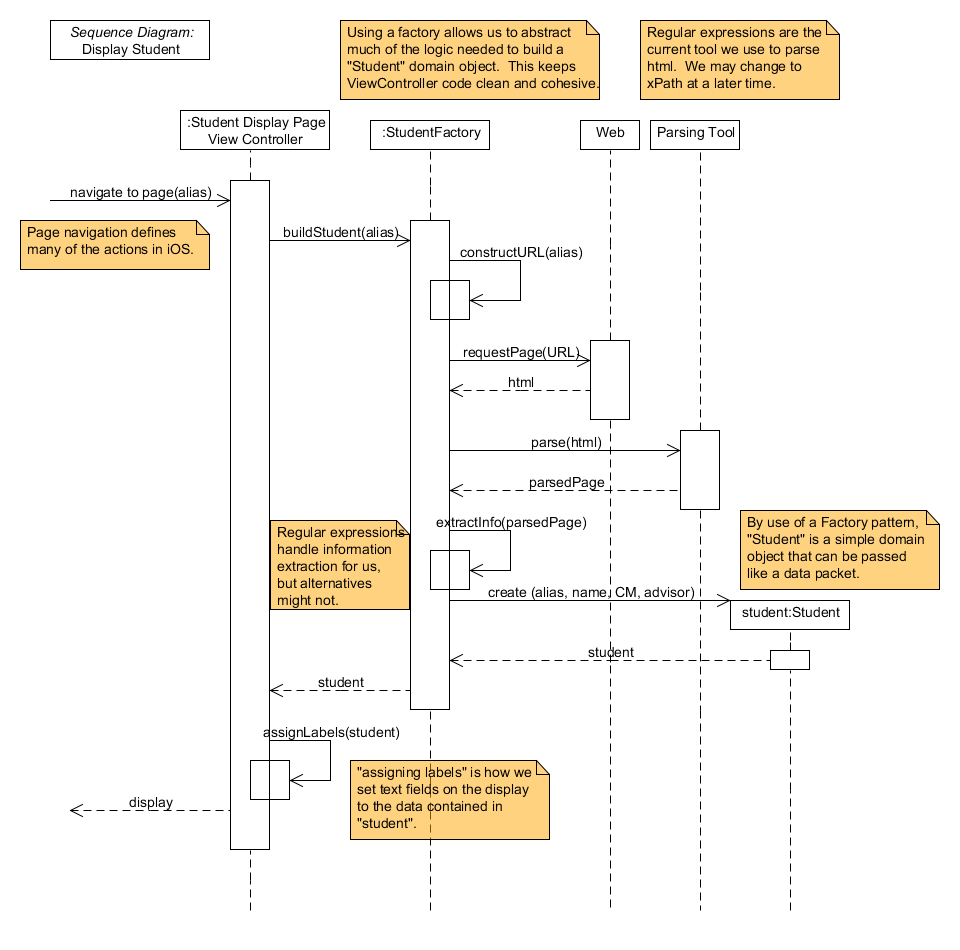 Sequence Diagram:
Display Student
Using a factory allows us to abstract
much of the logic needed to build a
"Student" domain object.  This keeps
ViewController code clean and cohesive.
Regular expressions are the
current tool we use to parse
html.  We may change to
xPath at a later time.
:Student Display Page
View Controller
:StudentFactory
Web
Parsing Tool
navigate to page(alias)
Page navigation defines
many of the actions in iOS.
buildStudent(alias)
constructURL(alias)
requestPage(URL)
html
parse(html)
parsedPage
extractInfo(parsedPage)
Regular expressions
handle information
extraction for us,
but alternatives
might not.
By use of a Factory pattern,
"Student" is a simple domain
object that can be passed
like a data packet.
create (alias, name, CM, advisor)
student:Student
student
student
assignLabels(student)
"assigning labels" is how we
set text fields on the display
to the data contained in
"student".
display